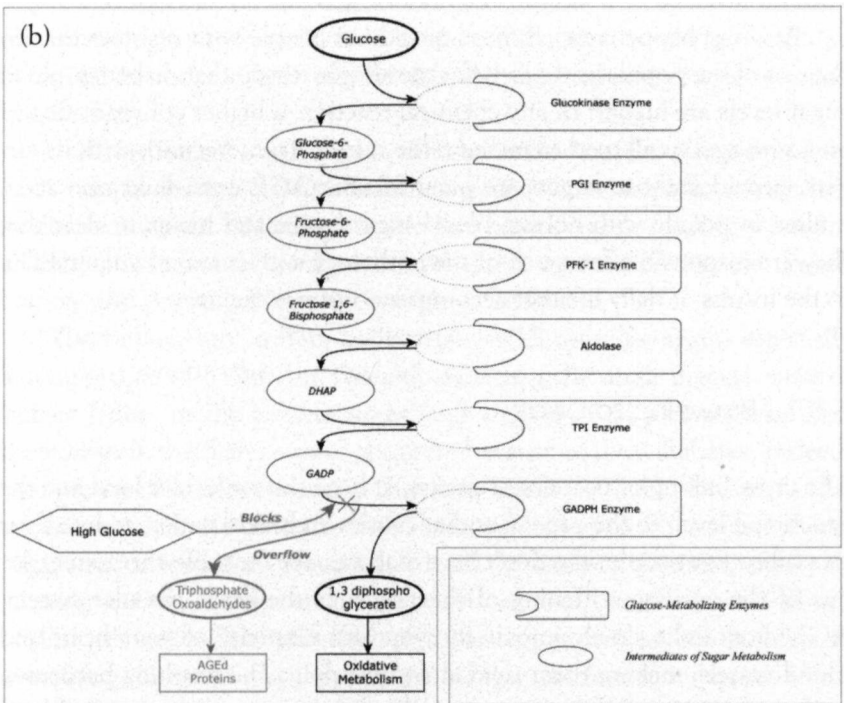 (b)
Glucose
Glucokinase Enzyme
Glucose-6-
Phosphate
PGI Enzyme
Fructose-6-
Phosphate
PFK-1 Enzyme
Fructose 1,6-
Bisphosphate
Aldolase
DHAP
TPI Enzyme
GADP
GADPH Enzyme
Blocks
High Glucose
Overflow
Triphosphate
Oxoaldehydes
1,3 diphospho
glycerate
AGEd
Proteins
Oxidative
Metabolism
Glucose-Metabolizing Enzymes
Intermediates of Sugar Metabolism